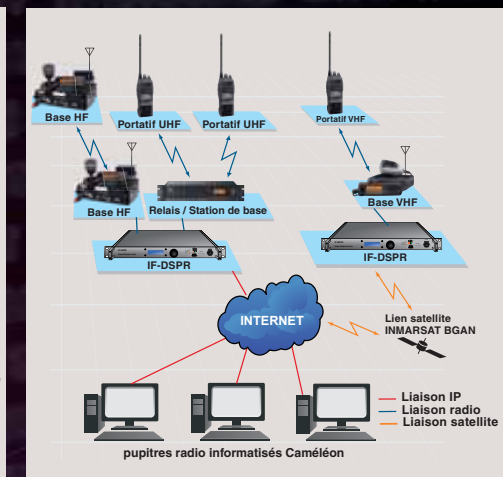 Base HF
Portatif UHF
Portatif UHF
Portatif VHF
Base HF
Relais / Station de base
Base VHF
IF-DSPR
IF-DSPR
INTERNET
Lien satellite
INMARSAT BGAN
Liaison IP
Liaison radio
Liaison satellite
pupitres radio informatisés Caméléon